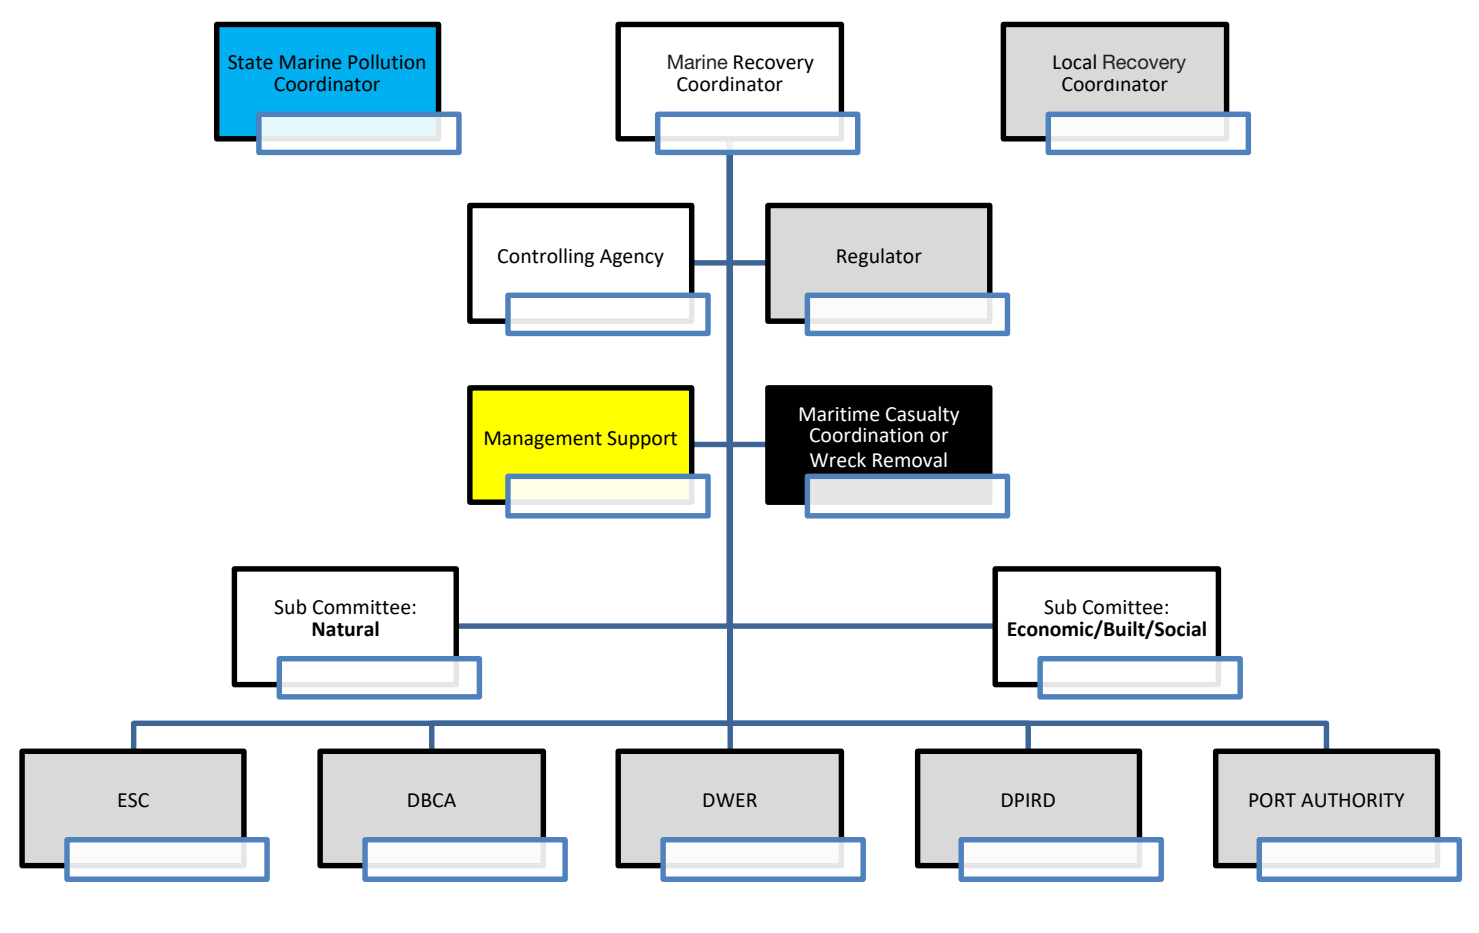 State Marine Pollution
Coordinator
Marine Recovery
Coordinator
Local Recovery
Coordinator
Controlling Agency
Regulator
Management Support
Maritime Casualty
Coordination or
Wreck Removal
Sub Committee:
Natural
Sub Comittee:
Economic/Built/Social
ESC
DBCA
DWER
DPIRD
PORT AUTHORITY